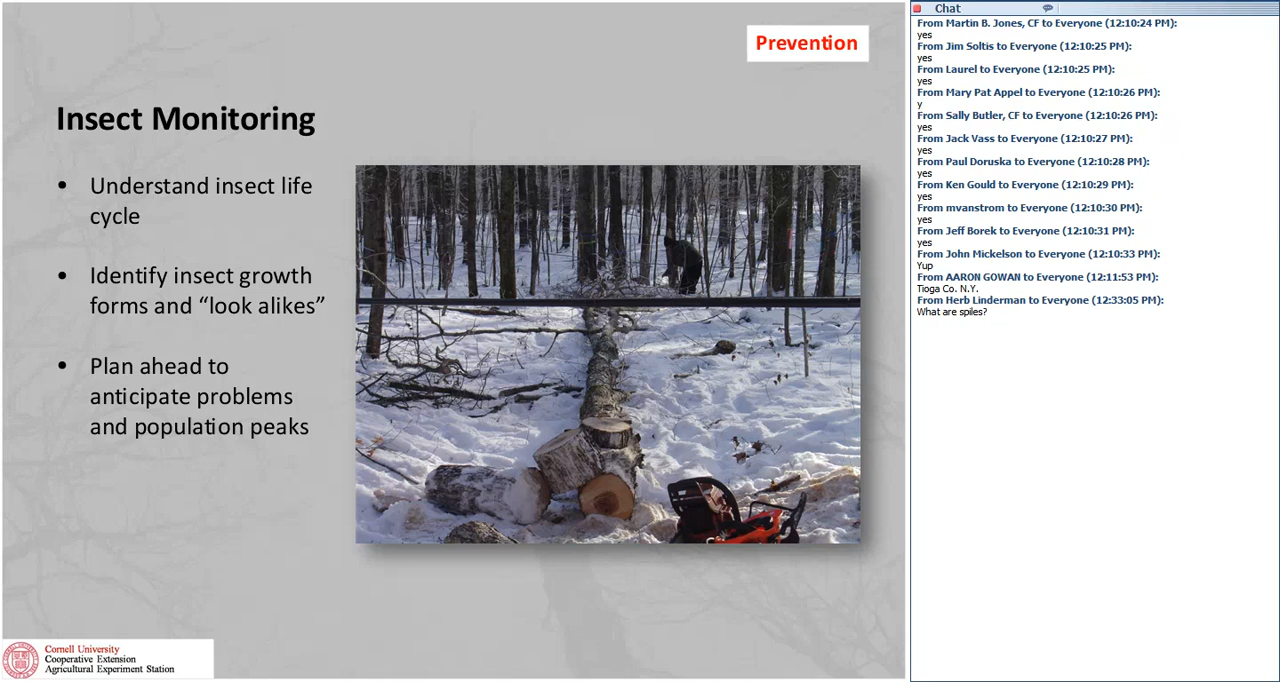 Prevention
Insect Monitoring
• Understand insect life
cycle
• Identify insect growth
forms and “look alikes”
• Plan ahead to
anticipate problems
and population peaks
Cornell University
Cooperative Extension
Agricultural Experiment Station
Chat
From Martin B. Jones, CF to Everyone (12:10:24 PM):
yes
From Jim Soltis to Everyone (12:10:25 PM):
yes
From Laurel to Everyone (12:10:25 PM):
yes
From Mary Pat Appel to Everyone (12:10:26 PM):
y
From Sally Butler, CF to Everyone (12:10:26 PM):
yes
From Jack Vass to Everyone (12:10:27 PM):
yes
From Paul Doruska to Everyone (12:10:28 PM):
yes
From Ken Gould to Everyone (12:10:29 PM):
yes
From mvanstrom to Everyone (12:10:30 PM):
yes
From Jeff Borek to Everyone (12:10:31 PM):
yes
From John Mickelson to Everyone (12:10:33 PM):
Yup
From AARON GOWAN to Everyone (12:11:53 PM):
Tioga Co. N.Y.
From Herb Linderman to Everyone (12:33:05 PM):
What are spiles?